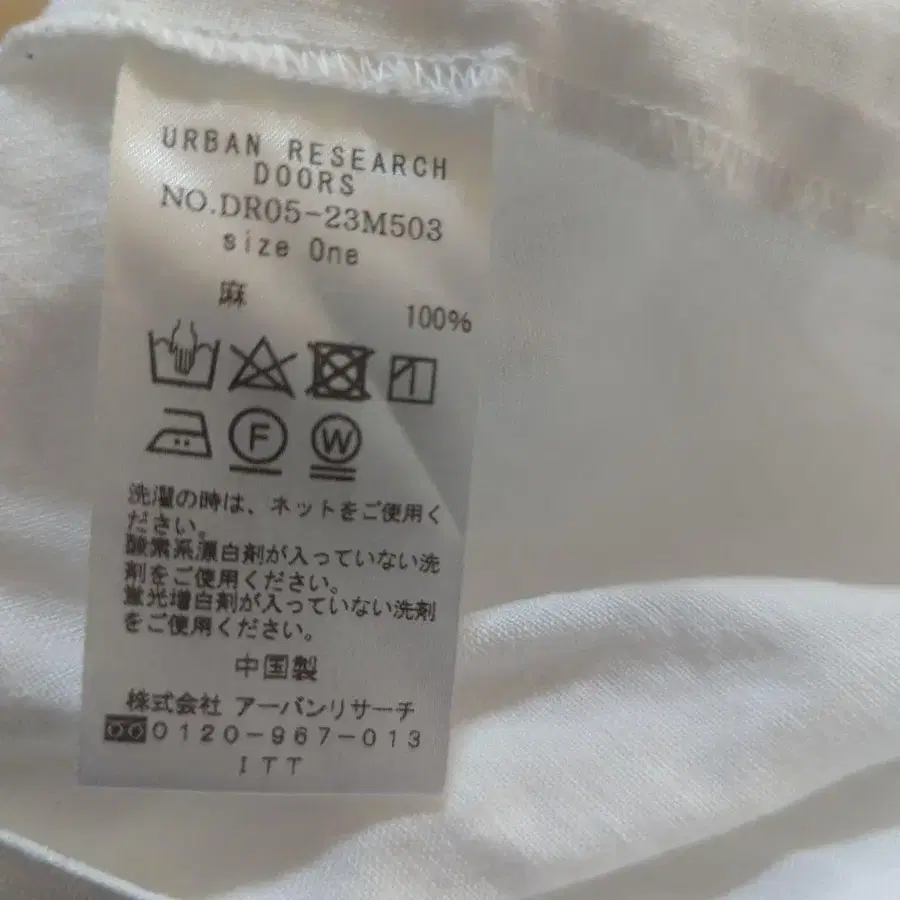 URBAN RESEARCH
DOORS
NO.DR05-23M503
size One
麻 100%
F W
洗濯の時は、ネットをご使用く
ださい。
酸素系漂白剤が入っていない洗
剤をご使用ください。
蛍光増白剤が入っていない洗剤
をご使用ください。
中国製
株式会社 アーバンリサーチ
0120-967-013
ITT